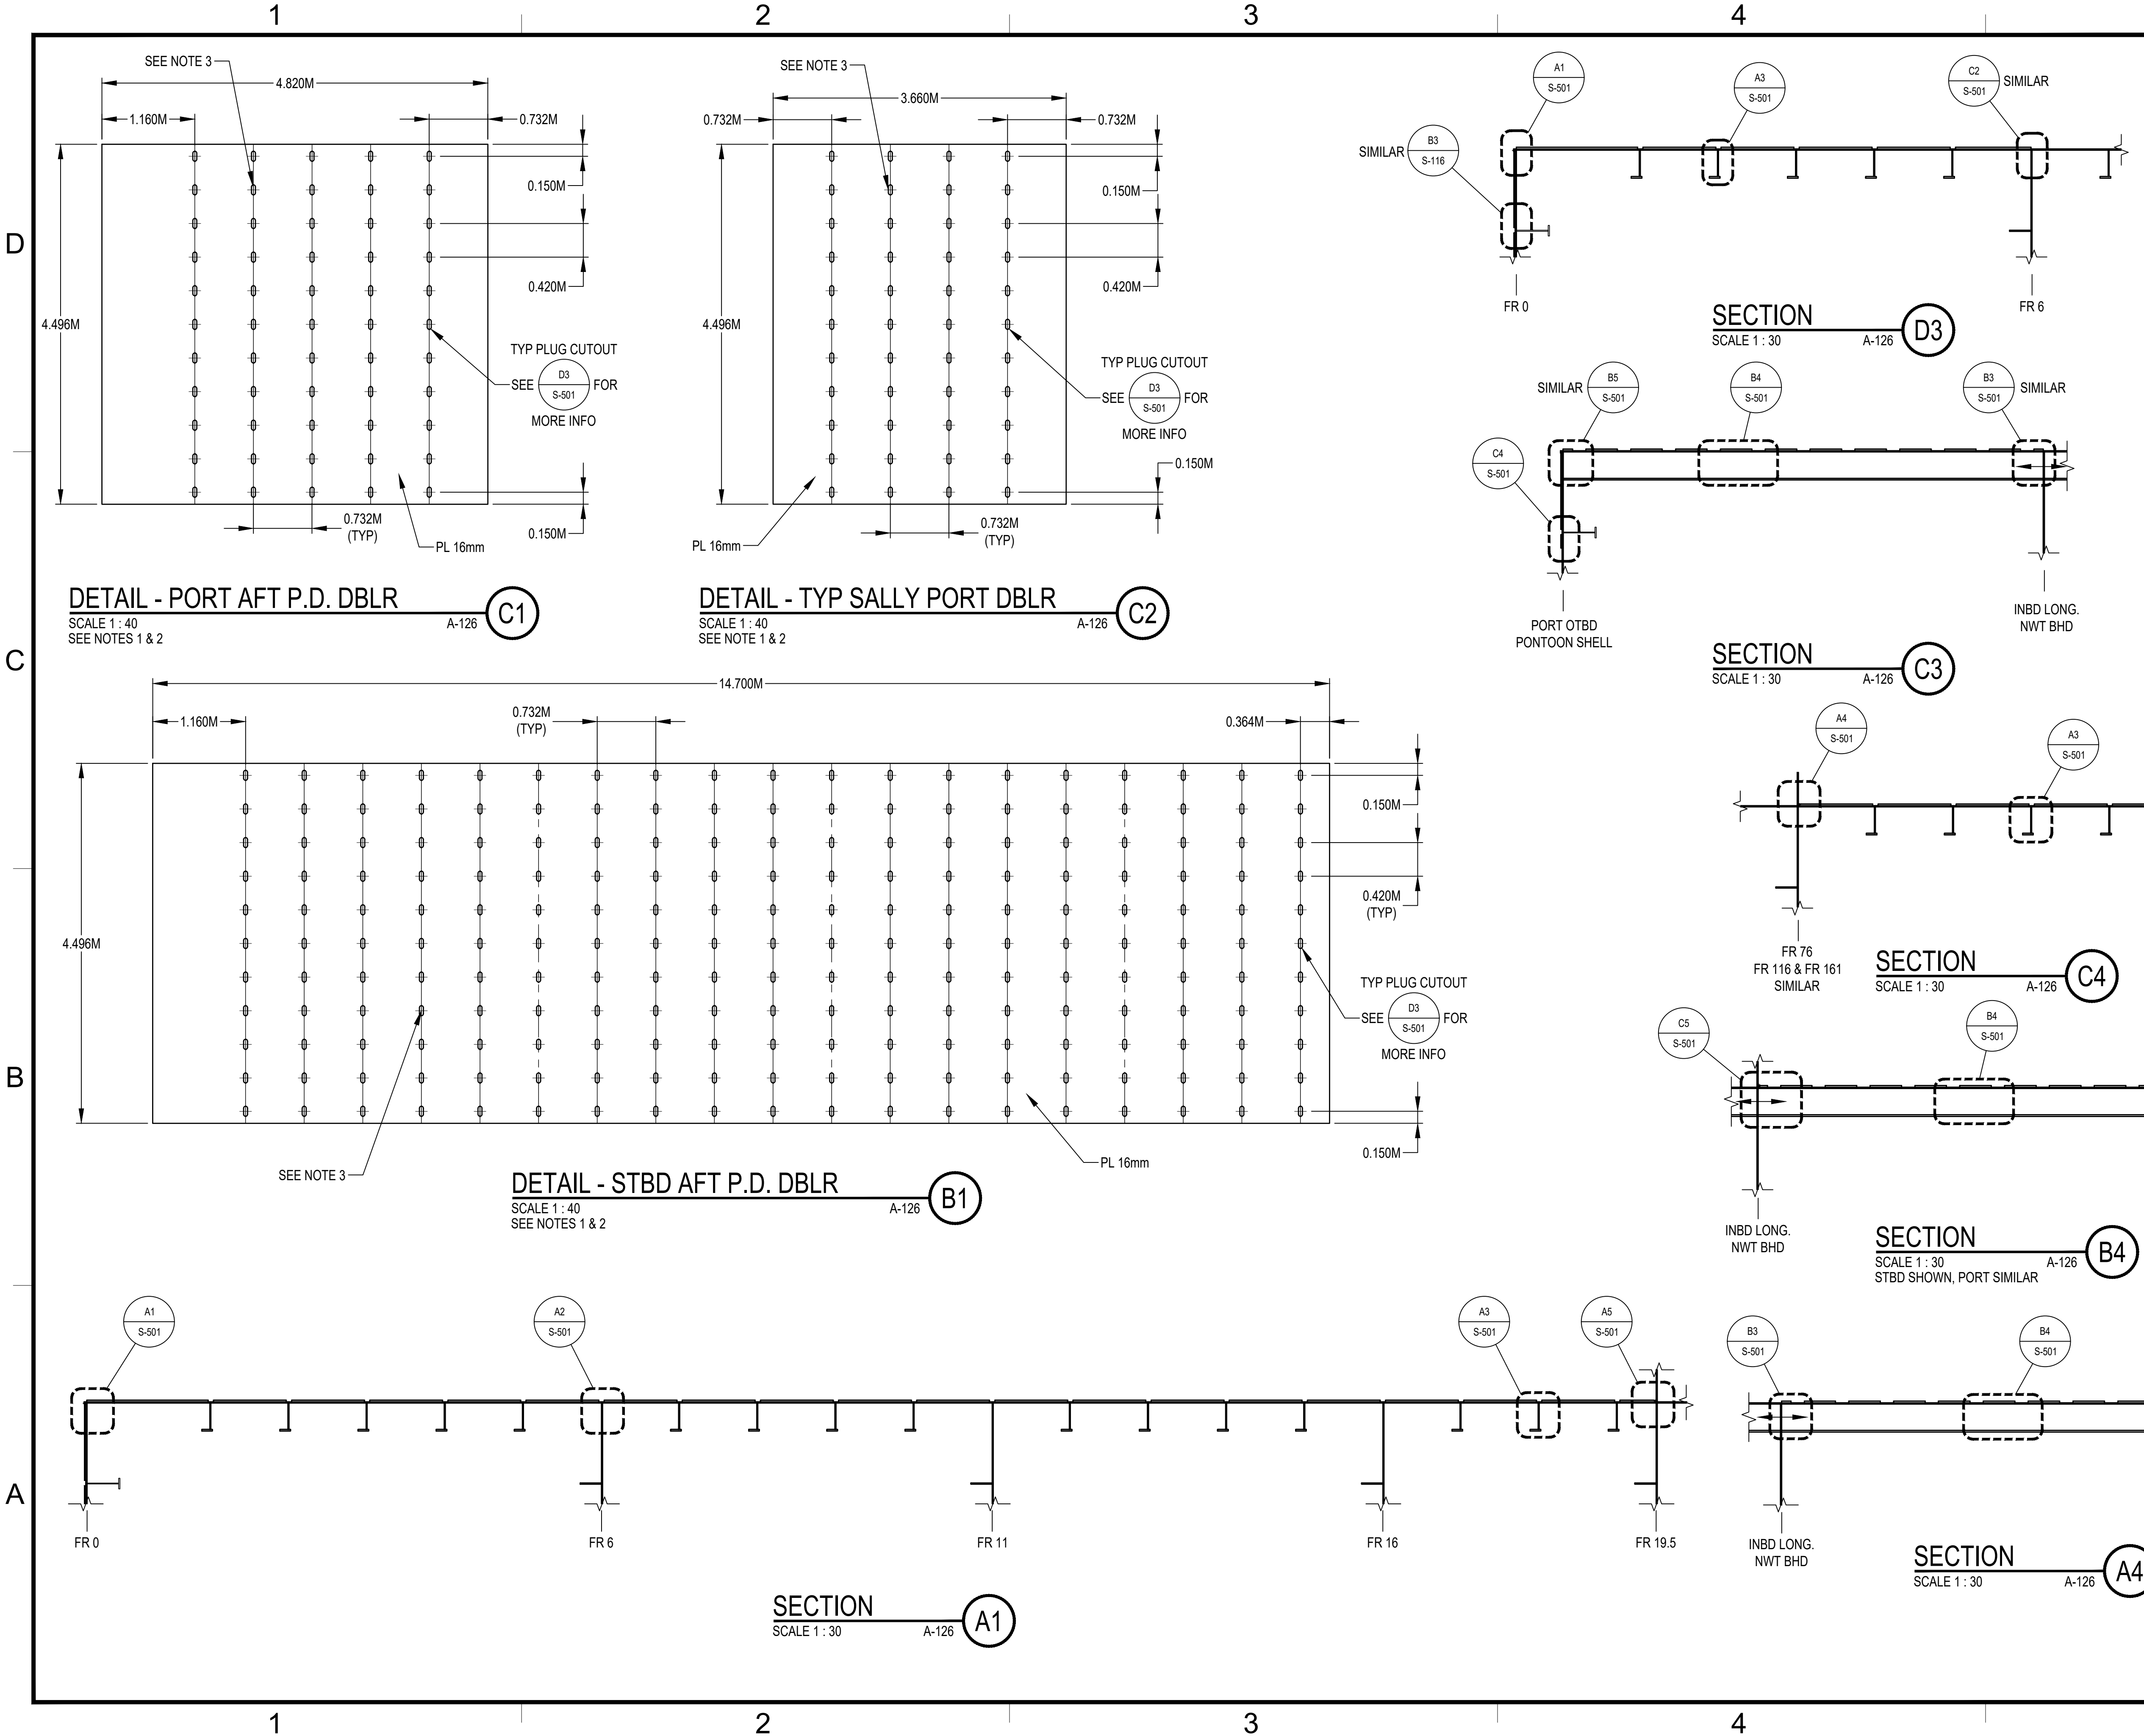 1
2
3
4
D
C
B
A
SEE NOTE 3
4.820M
1.160M
0.732M
0.150M
0.420M
4.496M
TYP PLUG CUTOUT
SEE
D3
S-501
FOR
MORE INFO
0.732M
(TYP)
0.150M
PL 16mm
DETAIL - PORT AFT P.D. DBLR
C1
SCALE 1 : 40
A-126
SEE NOTES 1 & 2
SEE NOTE 3
3.660M
0.732M
0.732M
0.150M
0.420M
4.496M
TYP PLUG CUTOUT
SEE
D3
S-501
FOR
MORE INFO
0.150M
0.732M
(TYP)
PL 16mm
DETAIL - TYP SALLY PORT DBLR
C2
SCALE 1 : 40
A-126
SEE NOTE 1 & 2
A1
S-501
A3
S-501
C2
S-501
SIMILAR
SIMILAR
B3
S-116
FR 0
FR 6
SECTION
D3
SCALE 1 : 30
A-126
SIMILAR
B5
S-501
B4
S-501
B3
S-501
SIMILAR
C4
S-501
PORT OTBD
PONTOON SHELL
INBD LONG.
NWT BHD
SECTION
C3
SCALE 1 : 30
A-126
14.700M
1.160M
0.732M
(TYP)
0.364M
0.150M
0.420M
(TYP)
4.496M
TYP PLUG CUTOUT
SEE
D3
S-501
FOR
MORE INFO
0.150M
SEE NOTE 3
PL 16mm
DETAIL - STBD AFT P.D. DBLR
B1
SCALE 1 : 40
A-126
SEE NOTES 1 & 2
A4
S-501
A3
S-501
FR 76
FR 116 & FR 161
SIMILAR
SECTION
C4
SCALE 1 : 30
A-126
C5
S-501
B4
S-501
INBD LONG.
NWT BHD
SECTION
B4
SCALE 1 : 30
A-126
STBD SHOWN, PORT SIMILAR
A1
S-501
A2
S-501
A3
S-501
A5
S-501
FR 0
FR 6
FR 11
FR 16
FR 19.5
SECTION
A1
SCALE 1 : 30
A-126
B3
S-501
B4
S-501
INBD LONG.
NWT BHD
SECTION
A4
SCALE 1 : 30
A-126
1
2
3
4